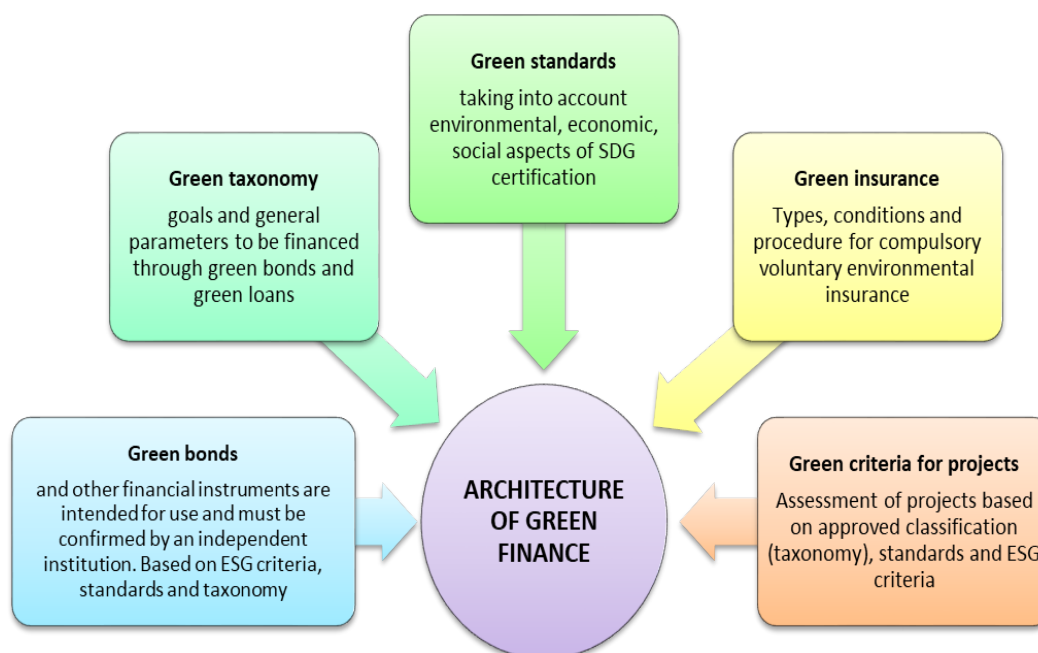 Green standards
taking into account
environmental, economic,
social aspects of SDG
certification
Green taxonomy
goals and general
parameters to be financed
through green bonds and
green loans
Green insurance
Types, conditions and
procedure for compulsory
voluntary environmental
insurance
Green bonds
and other financial instruments are
intended for use and must be
confirmed by an independent
institution. Based on ESG criteria,
standards and taxonomy
ARCHITECTURE
OF GREEN
FINANCE
Green criteria for projects
Assessment of projects based
on approved classification
(taxonomy), standards and ESG
criteria